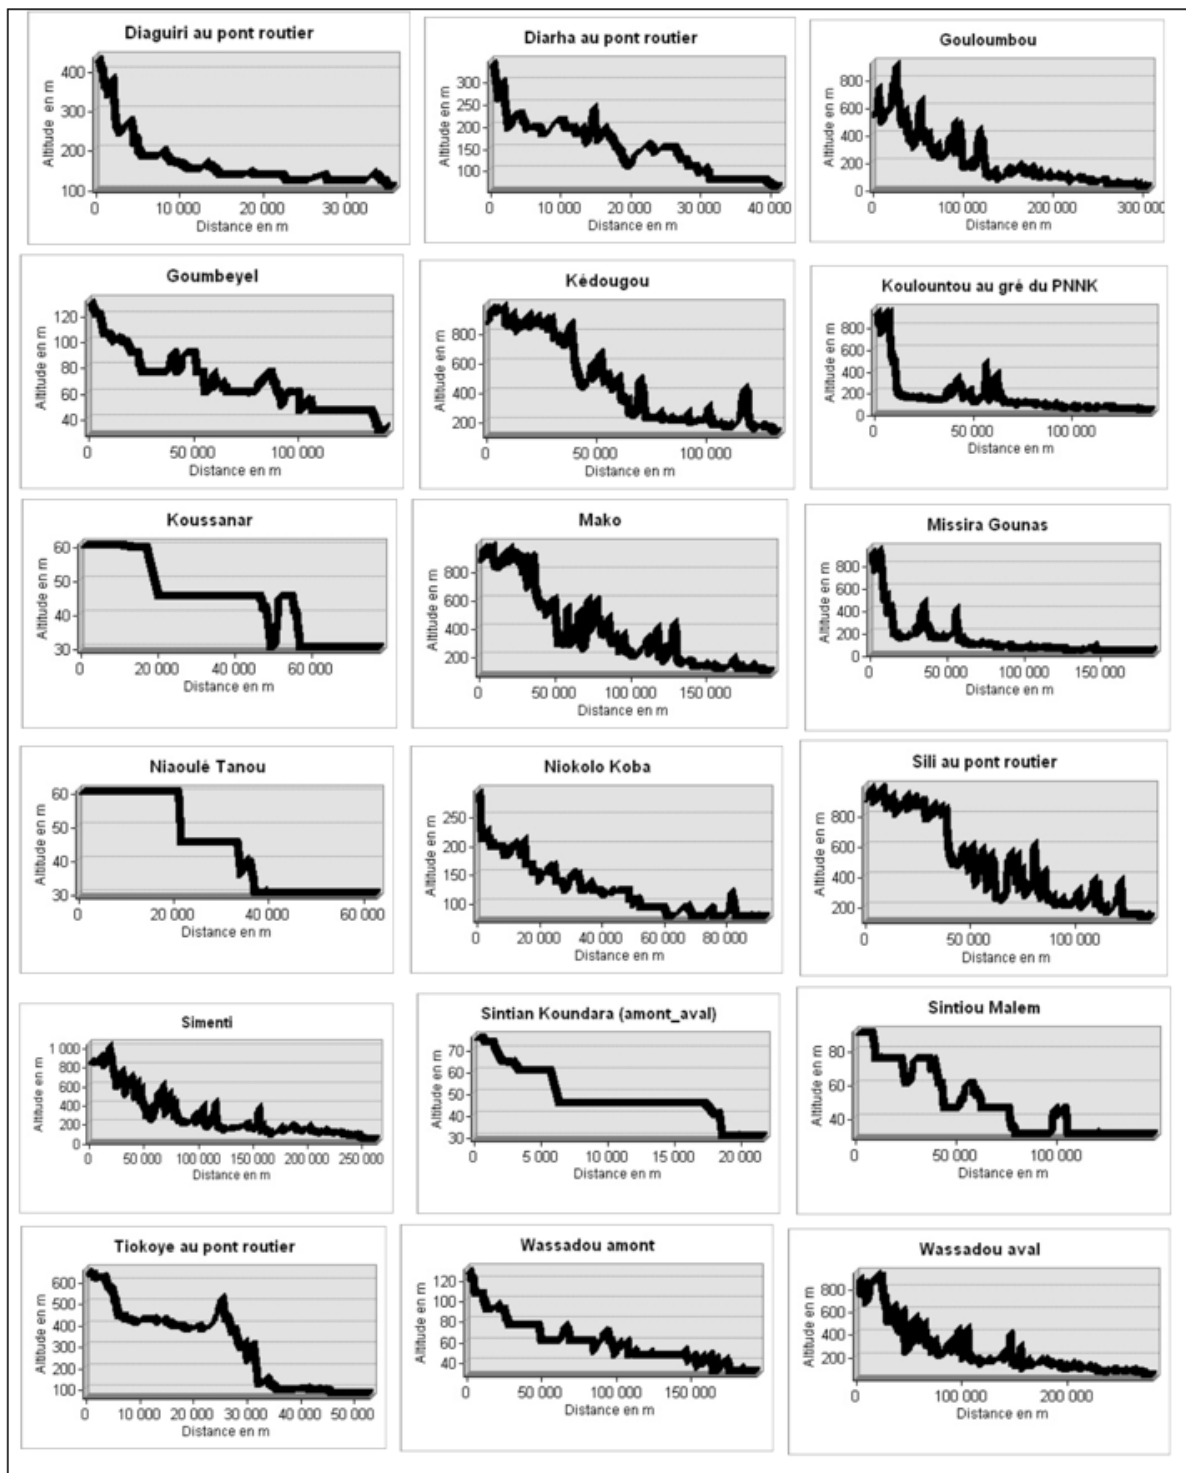 Diaguiri au pont routier
Altitude en m
400
300
200
100
0
10 000
20 000
30 000
Distance en m
Diarha au pont routier
Altitude en m
300
250
200
150
100
0
10 000
20 000
30 000
40 000
Distance en m
Gouloumbou
Altitude en m
800
600
400
200
0
0
100 000
200 000
300 000
Distance en m
Goumbeyel
Altitude en m
120
100
80
60
40
0
50 000
100 000
Distance en m
Kédougou
Altitude en m
800
600
400
200
0
50 000
100 000
Distance en m
Koulountou au gré du PNNK
Altitude en m
800
600
400
200
0
0
50 000
100 000
Distance en m
Koussanar
Altitude en m
60
50
40
30
0
20 000
40 000
60 000
Distance en m
Mako
Altitude en m
800
600
400
200
0
50 000
100 000
150 000
Distance en m
Missira Gounas
Altitude en m
800
600
400
200
0
0
50 000
100 000
150 000
Distance en m
Niaoulé Tanou
Altitude en m
60
50
40
30
0
20 000
40 000
60 000
Distance en m
Niokolo Koba
Altitude en m
250
200
150
100
0
20 000
40 000
60 000
80 000
Distance en m
Sili au pont routier
Altitude en m
800
600
400
200
0
50 000
100 000
Distance en m
Simenti
Altitude en m
1 000
800
600
400
200
0
0
50 000
100 000
150 000
200 000
250 000
Distance en m
Sintian Koundara (amont_aval)
Altitude en m
70
60
50
40
30
0
5 000
10 000
15 000
20 000
Distance en m
Sintiou Malem
Altitude en m
80
60
40
0
50 000
100 000
Distance en m
Tiokoye au pont routier
Altitude en m
600
500
400
300
200
100
0
10 000
20 000
30 000
40 000
50 000
Distance en m
Wassadou amont
Altitude en m
120
100
80
60
40
0
50 000
100 000
150 000
Distance en m
Wassadou aval
Altitude en m
800
600
400
200
0
100 000
200 000
Distance en m